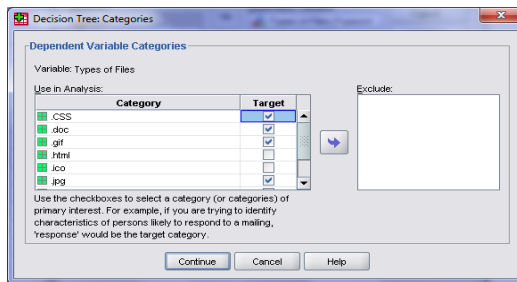 Decision Tree: Categories
Dependent Variable Categories
Variable: Types of Files
Use in Analysis:
Exclude:
Category Target
.CSS
.doc
.gif
.html
.ico
.jpg
Use the checkboxes to select a category (or categories) of
primary interest. For example, if you are trying to identify
characteristics of persons likely to respond to a mailing,
'response' would be the target category.
Continue Cancel Help